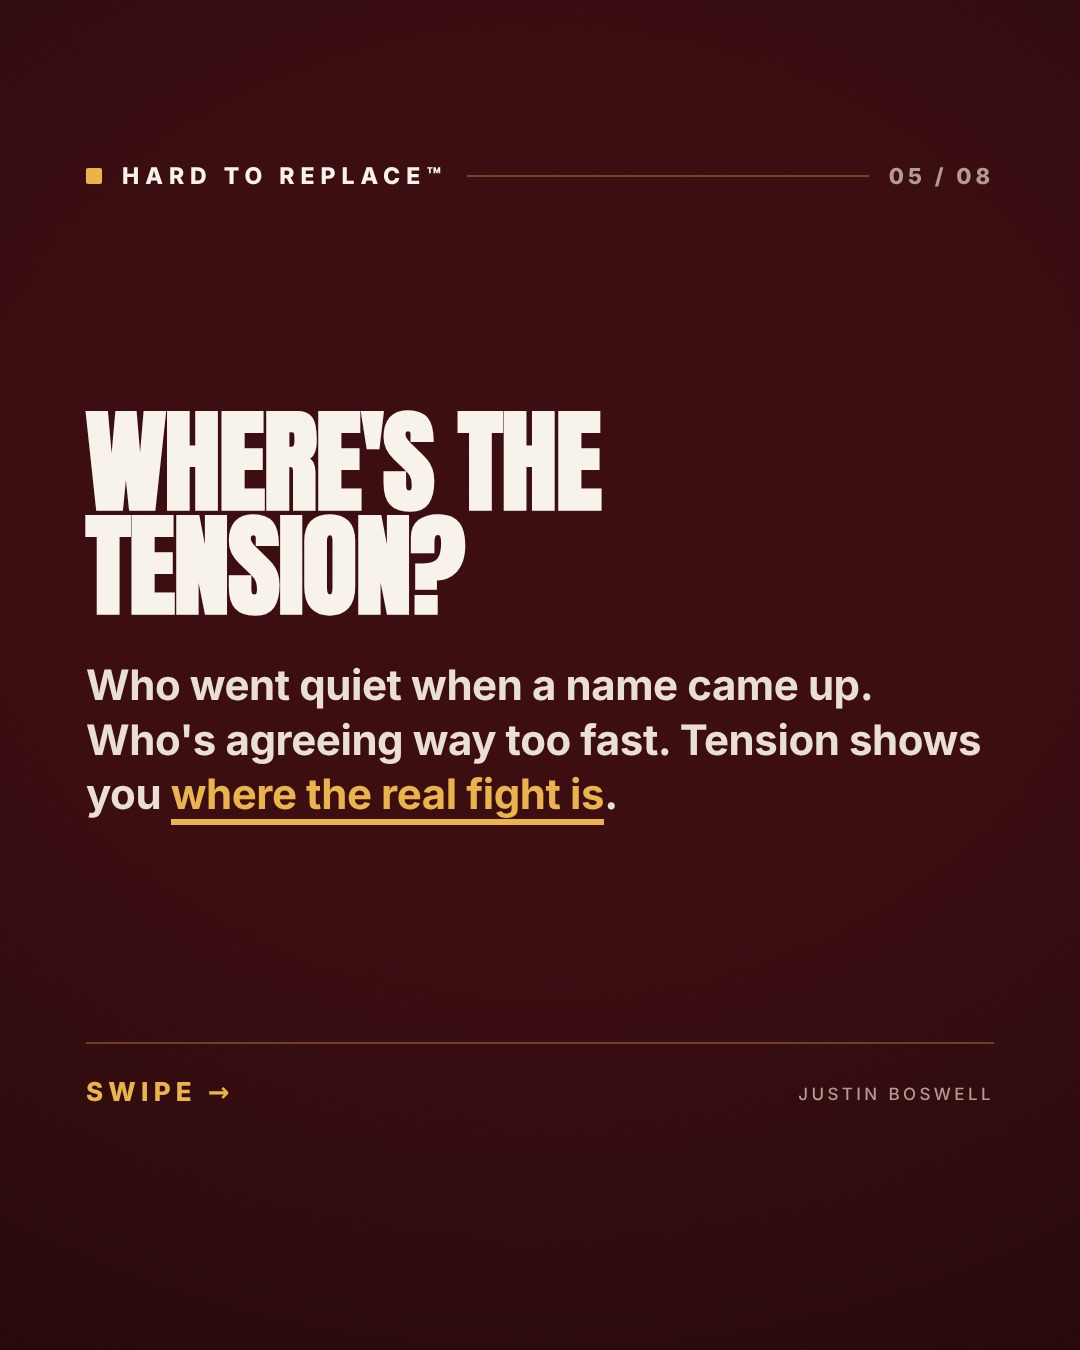 HARD TO REPLACE™
05 / 08
WHERE'S THE
TENSION?
Who went quiet when a name came up.
Who's agreeing way too fast. Tension shows
you where the real fight is.
SWIPE →
JUSTIN BOSWELL